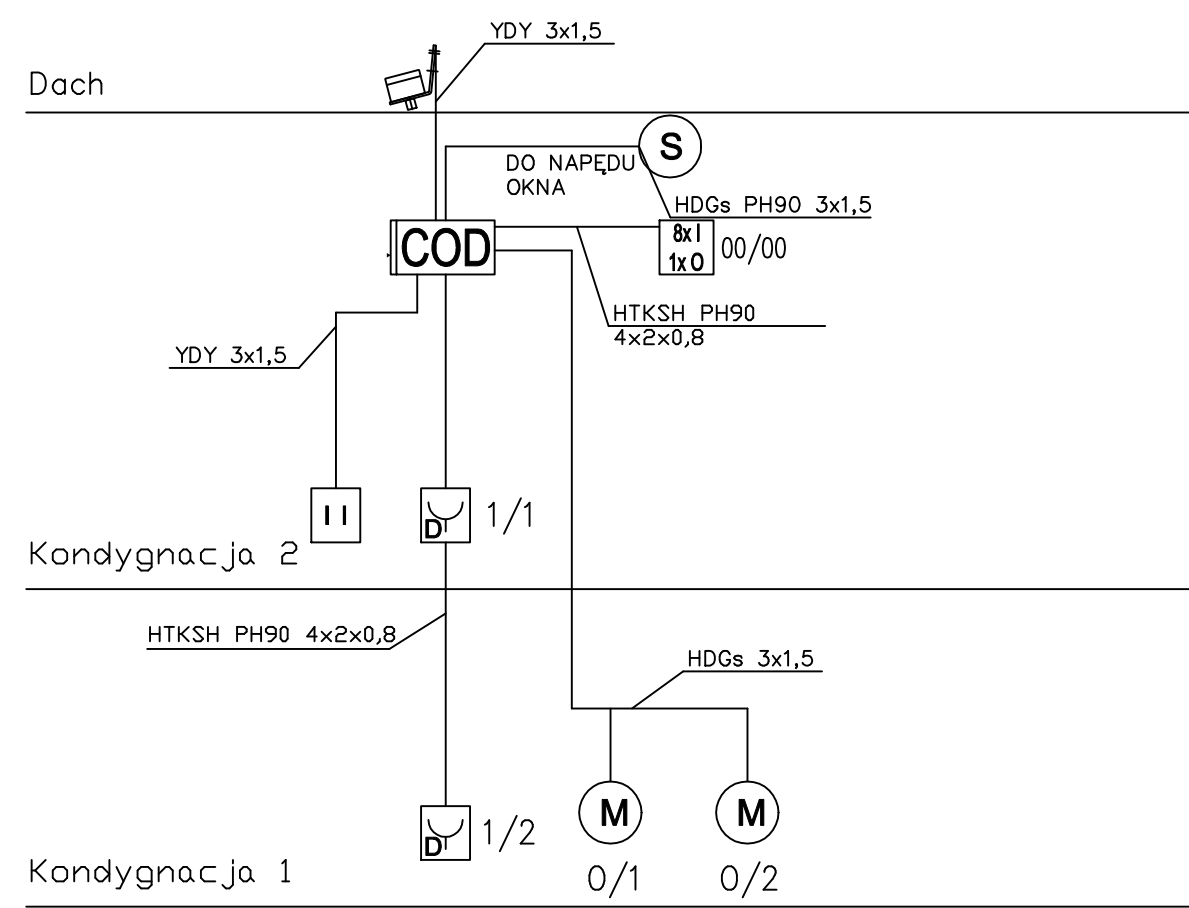 YDY 3x1,5
Dach
S
DO NAPĘDU
OKNA
HDGs PH90 3x1,5
COD
8x I
1x O
00/00
HTKSH PH90
4x2x0,8
YDY 3x1,5
D
1/1
Kondygnacja 2
HTKSH PH90 4x2x0,8
HDGs 3x1,5
M
M
D
1/2
Kondygnacja 1
0/1
0/2